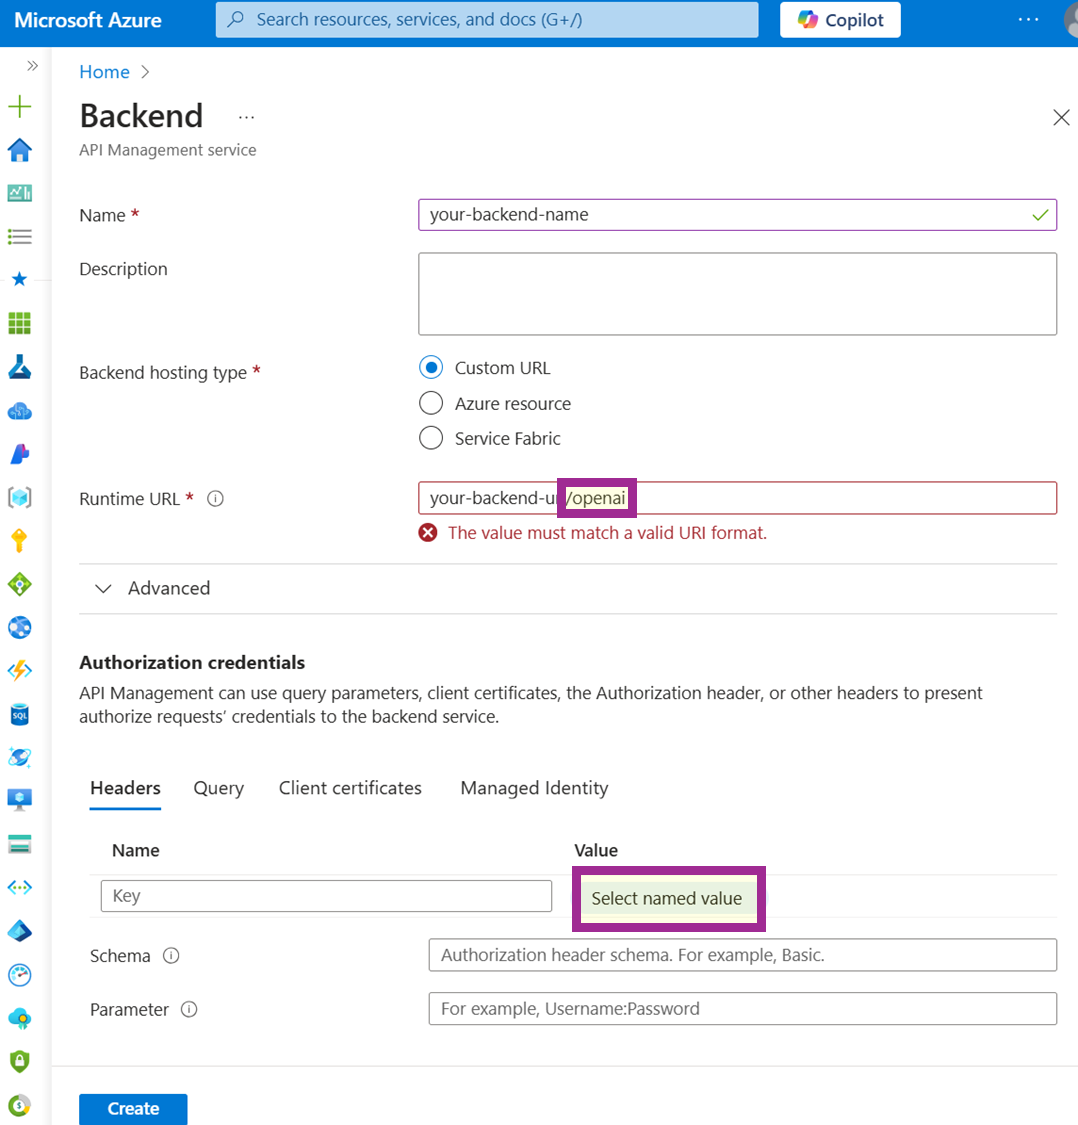 Microsoft Azure
Search resources, services, and docs (G+/)
Copilot
Home
Backend
API Management service
Name *
your-backend-name
Description
Backend hosting type *
Custom URL
Azure resource
Service Fabric
Runtime URL *
your-backend-ur/openai
The value must match a valid URI format.
Advanced
Authorization credentials
API Management can use query parameters, client certificates, the Authorization header, or other headers to present
authorize requests’ credentials to the backend service.
Headers Query Client certificates Managed Identity
Name Value
Key Select named value
Schema
Authorization header schema. For example, Basic.
Parameter
For example, Username:Password
Create
SQL